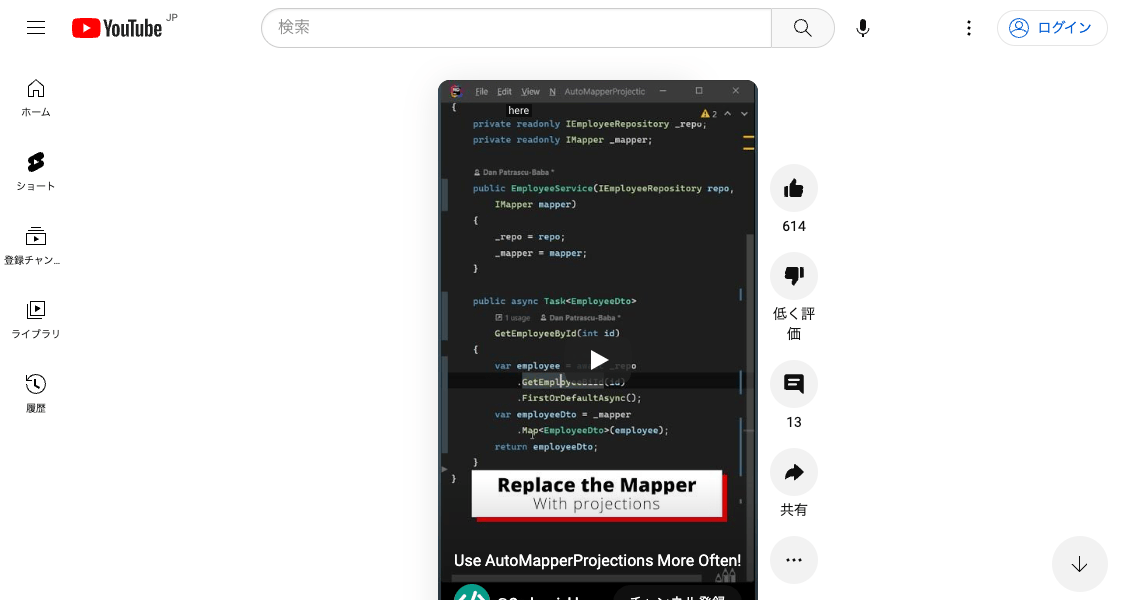 YouTube JP
検索
ログイン
ホーム
ショート
登録チャン...
ライブラリ
履歴
File Edit View N AutoMapperProjectic
here
{
2
private readonly IEmployeeRepository _repo;
private readonly IMapper _mapper;
Dan Patrascu-Baba *
public EmployeeService(IEmployeeRepository repo,
IMapper mapper)
{
_repo = repo;
_mapper = mapper;
}
public async Task<EmployeeDto>
1 usage Dan Patrascu-Baba *
GetEmployeeById(int id)
{
var employee = _repo
(id)
.FirstOrDefaultAsync();
var employeeDto = _mapper
.Map<EmployeeDto>(employee);
return employeeDto;
}
}
Replace the Mapper
With projections
Use AutoMapperProjections More Often!
614
低く評
価
13
共有